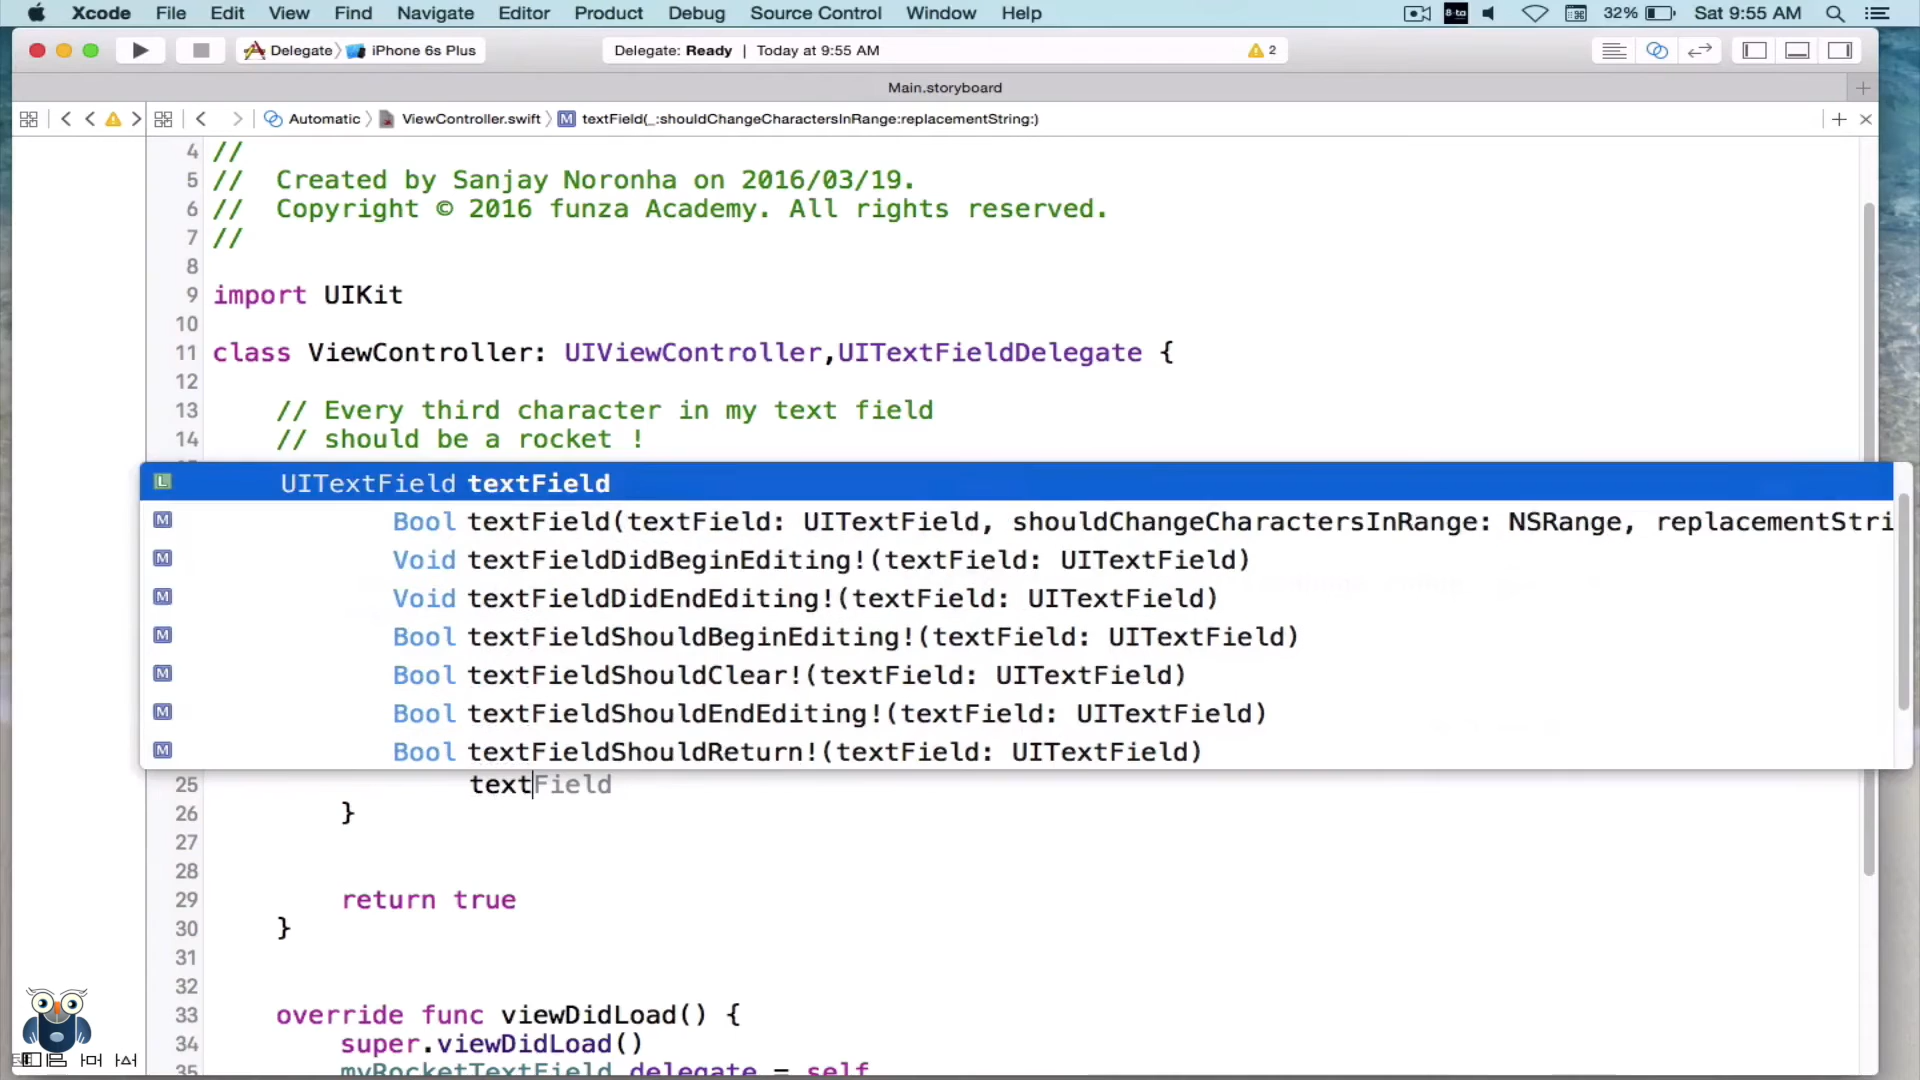 Xcode File Edit View Find Navigate Editor Product Debug Source Control Window Help 32% Sat 9:55 AM
Delegate iPhone 6s Plus Delegate: Ready | Today at 9:55 AM 2
Main.storyboard
Automatic ViewController.swift M textField(_:shouldChangeCharactersInRange:replacementString:)
4 //
5 // Created by Sanjay Noronha on 2016/03/19.
6 // Copyright © 2016 funza Academy. All rights reserved.
7 //
8
9 import UIKit
10
11 class ViewController: UIViewController,UITextFieldDelegate {
12
13 // Every third character in my text field
14 // should be a rocket !
L UITextField textField
M Bool textField(textField: UITextField, shouldChangeCharactersInRange: NSRange, replacementStri
M Void textFieldDidBeginEditing!(textField: UITextField)
M Void textFieldDidEndEditing!(textField: UITextField)
M Bool textFieldShouldBeginEditing!(textField: UITextField)
M Bool textFieldShouldClear!(textField: UITextField)
M Bool textFieldShouldEndEditing!(textField: UITextField)
M Bool textFieldShouldReturn!(textField: UITextField)
25 textField
26 }
27
28
29 return true
30 }
31
32
33 override func viewDidLoad() {
34 super.viewDidLoad()
35 myRocketTextField.delegate = self